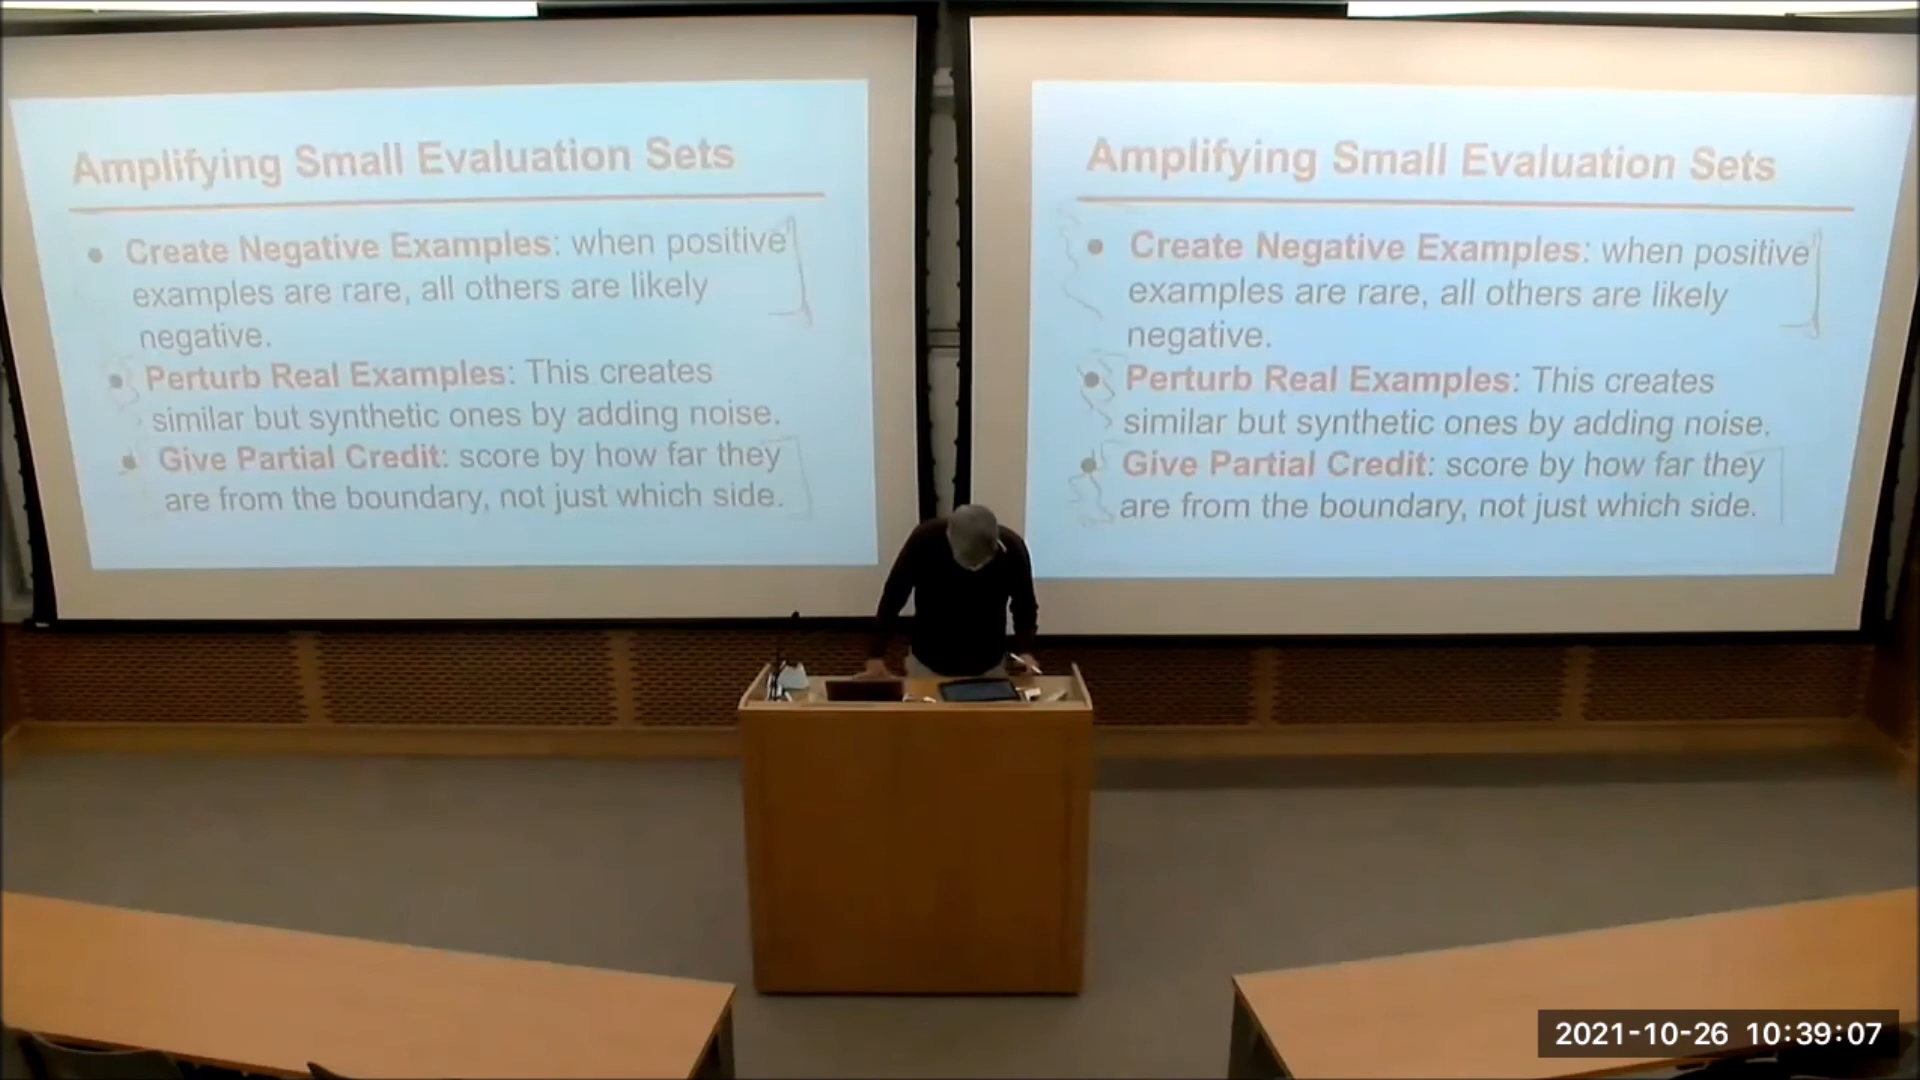 Amplifying Small Evaluation Sets
• Create Negative Examples: when positive
examples are rare, all others are likely
negative.
• Perturb Real Examples: This creates
similar but synthetic ones by adding noise.
• Give Partial Credit: score by how far they
are from the boundary, not just which side.
Amplifying Small Evaluation Sets
• Create Negative Examples: when positive
examples are rare, all others are likely
negative.
• Perturb Real Examples: This creates
similar but synthetic ones by adding noise.
• Give Partial Credit: score by how far they
are from the boundary, not just which side.
2021-10-26 10:39:07